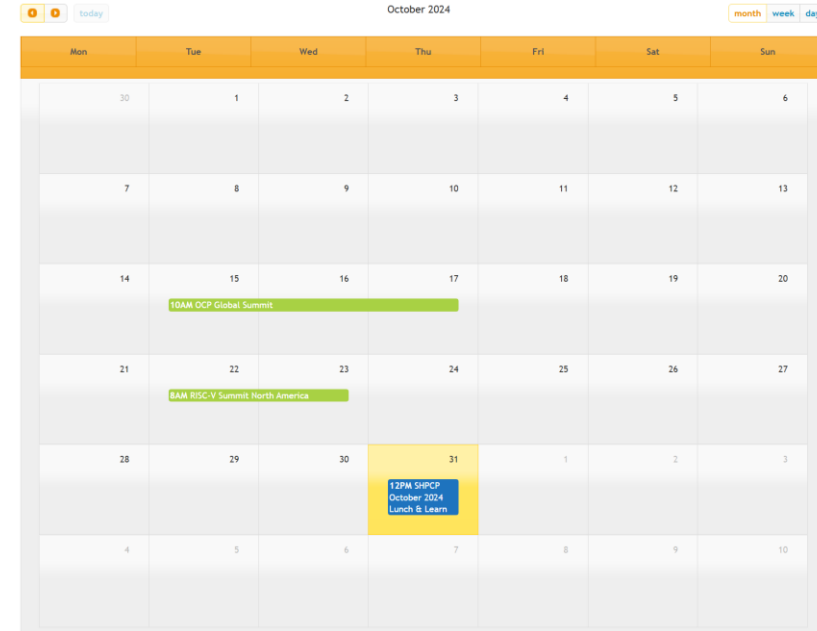 today
October 2024
month week day
Mon Tue Wed Thu Fri Sat Sun
30 1 2 3 4 5 6
7 8 9 10 11 12 13
14 15 16 17 18 19 20
10AM OCP Global Summit
21 22 23 24 25 26 27
8AM RISC-V Summit North America
28 29 30 31 1 2 3
12PM SHPCP
October 2024
Lunch & Learn
4 5 6 7 8 9 10